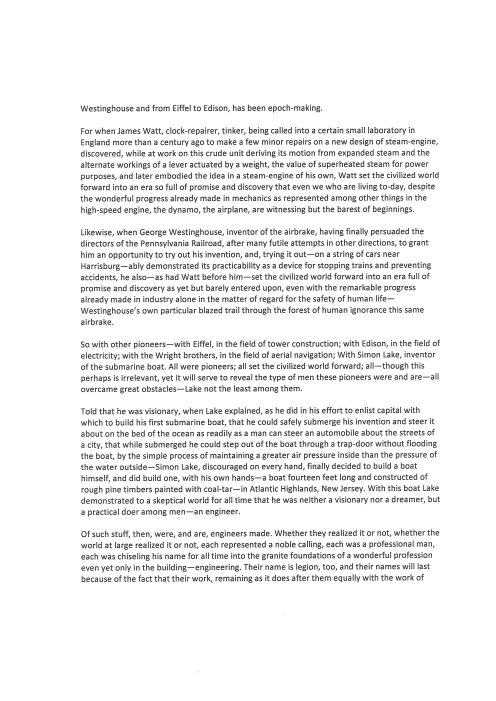 Westinghouse and from Eiffel to Edison, has been epoch-making.
For when James Watt, clock-repairer, tinker, being called into a certain small laboratory in
England more than a century ago to make a few minor repairs on a new design of steam-engine,
discovered, while at work on this crude unit deriving its motion from expanded steam and the
alternate workings of a lever actuated by a weight, the value of superheated steam for power
purposes, and later embodied the idea in a steam-engine of his own, Watt set the civilized world
forward into an era so full of promise and discovery that even we who are living to-day, despite
the wonderful progress already made in mechanics as represented among other things in the
high-speed engine, the dynamo, the airplane, are witnessing but the barest of beginnings.
Likewise, when George Westinghouse, inventor of the airbrake, having finally persuaded the
directors of the Pennsylvania Railroad, after many futile attempts in other directions, to grant
him an opportunity to try out his invention, and, trying it out—on a string of cars near
Harrisburg—ably demonstrated its practicability as a device for stopping trains and preventing
accidents, he also—as had Watt before him—set the civilized world forward into an era full of
promise and discovery as yet but barely entered upon, even with the remarkable progress
already made in industry alone in the matter of regard for the safety of human life—
Westinghouse's own particular blazed trail through the forest of human ignorance this same
airbrake.
So with other pioneers—with Eiffel, in the field of tower construction; with Edison, in the field of
electricity; with the Wright brothers, in the field of aerial navigation; With Simon Lake, inventor
of the submarine boat. All were pioneers; all set the civilized world forward; all—though this
perhaps is irrelevant, yet it will serve to reveal the type of men these pioneers were and are—all
overcame great obstacles—Lake not the least among them.
Told that he was visionary, when Lake explained, as he did in his effort to enlist capital with
which to build his first submarine boat, that he could safely submerge his invention and steer it
about on the bed of the ocean as readily as a man can steer an automobile about the streets of
a city, that while submerged he could step out of the boat through a trap-door without flooding
the boat, by the simple process of maintaining a greater air pressure inside than the pressure of
the water outside—Simon Lake, discouraged on every hand, finally decided to build a boat
himself, and did build one, with his own hands—a boat fourteen feet long and constructed of
rough pine timbers painted with coal-tar—in Atlantic Highlands, New Jersey. With this boat Lake
demonstrated to a skeptical world for all time that he was neither a visionary nor a dreamer, but
a practical doer among men—an engineer.
Of such stuff, then, were, and are, engineers made. Whether they realized it or not, whether the
world at large realized it or not, each represented a noble calling, each was a professional man,
each was chiseling his name for all time into the granite foundations of a wonderful profession
even yet only in the building—engineering. Their name is legion, too, and their names will last
because of the fact that their work, remaining as it does after them equally with the work of